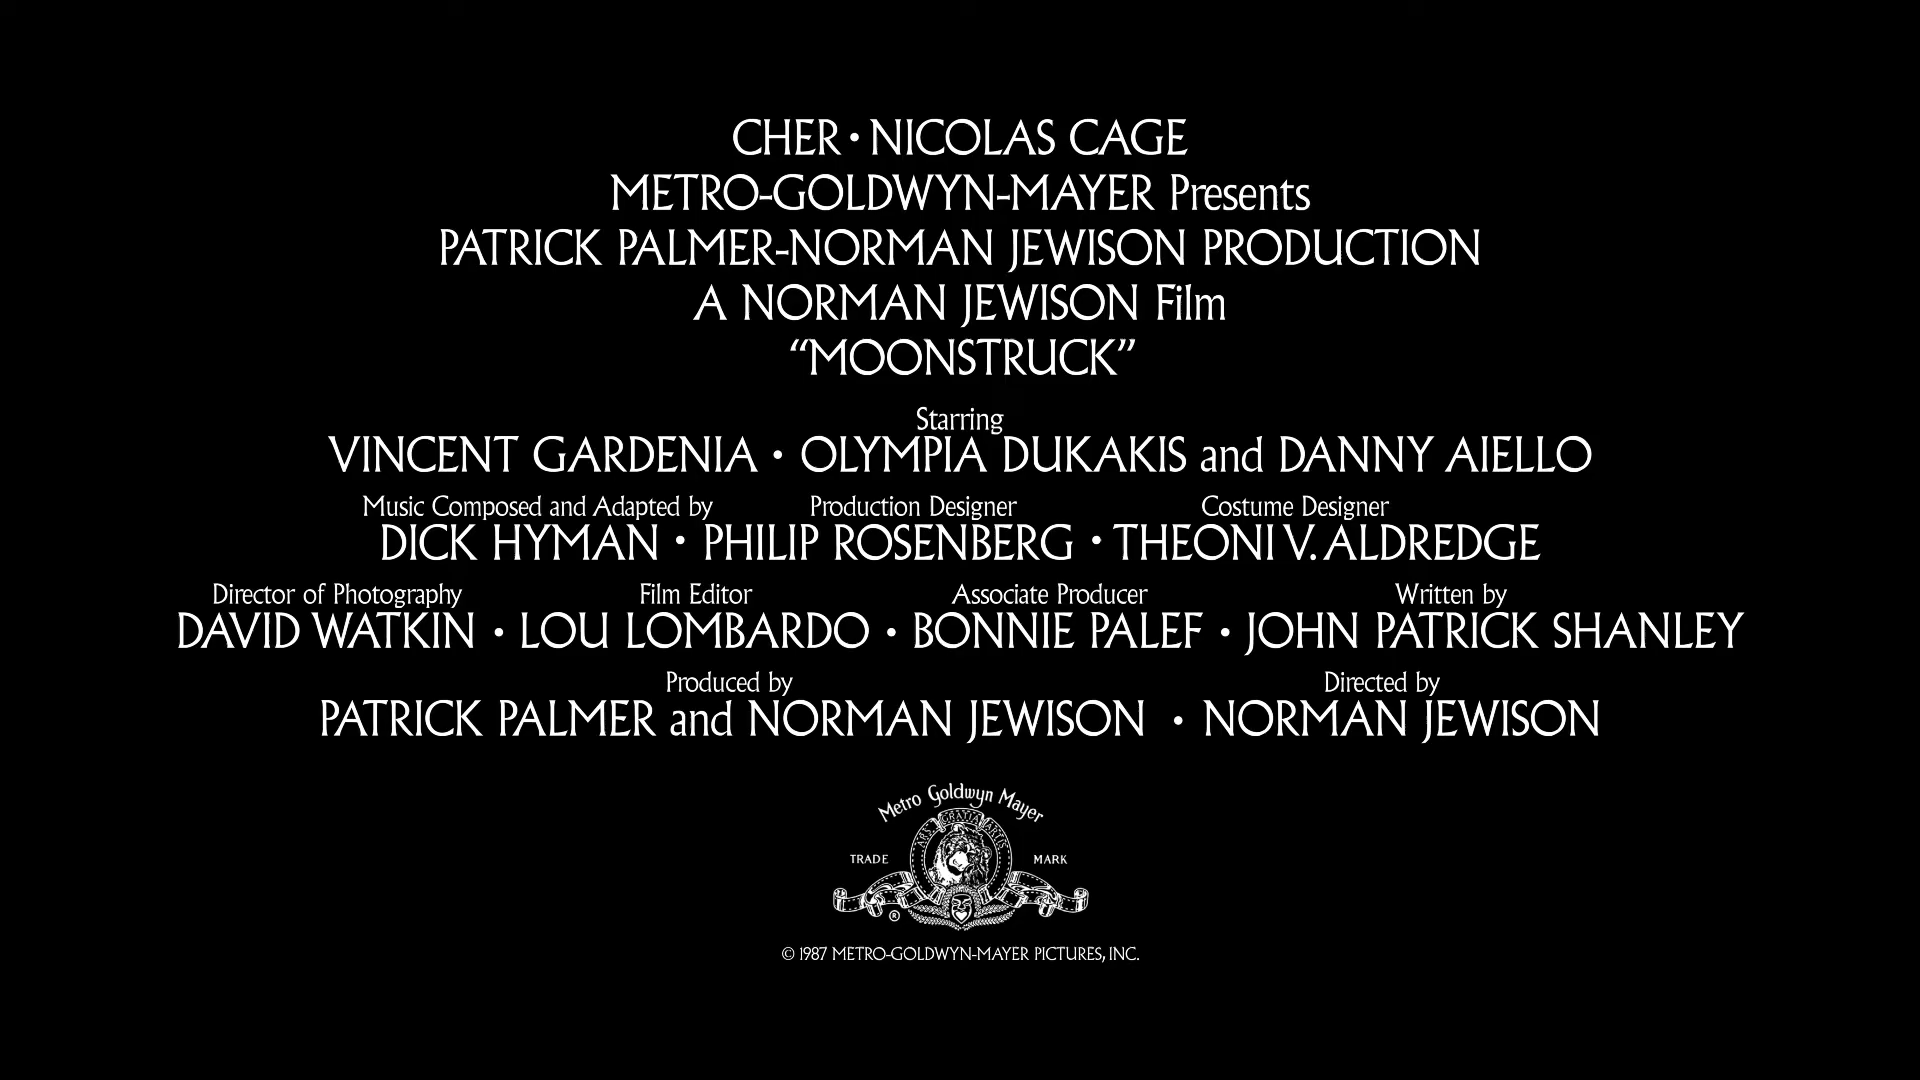 CHER • NICOLAS CAGE
METRO-GOLDWYN-MAYER Presents
PATRICK PALMER-NORMAN JEWISON PRODUCTION
A NORMAN JEWISON Film
“MOONSTRUCK”
Starring
VINCENT GARDENIA • OLYMPIA DUKAKIS and DANNY AIELLO
Music Composed and Adapted by Production Designer Costume Designer
DICK HYMAN • PHILIP ROSENBERG • THEONI V. ALDREDGE
Director of Photography Film Editor Associate Producer Written by
DAVID WATKIN • LOU LOMBARDO • BONNIE PALEF • JOHN PATRICK SHANLEY
Produced by Directed by
PATRICK PALMER and NORMAN JEWISON • NORMAN JEWISON
Metro Goldwyn Mayer
ARS GRATIA ARTIS
TRADE MARK
®
© 1987 METRO-GOLDWYN-MAYER PICTURES, INC.